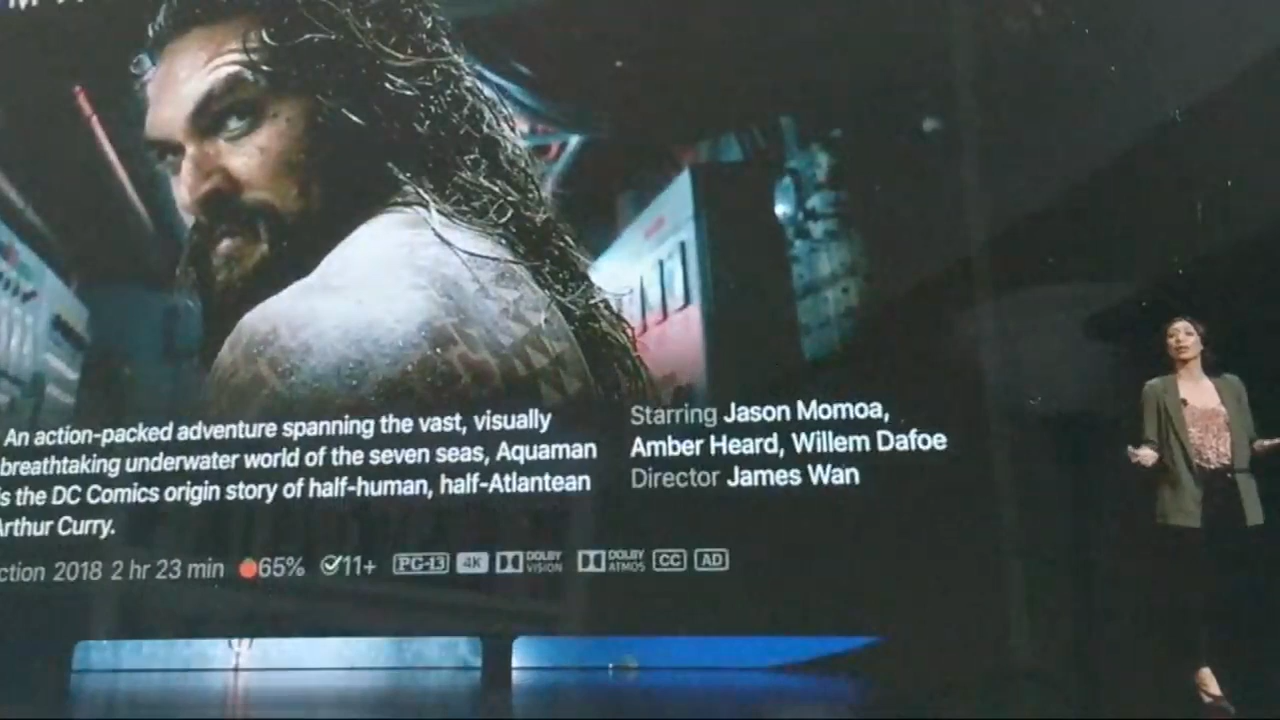 An action-packed adventure spanning the vast, visually
breathtaking underwater world of the seven seas, Aquaman
is the DC Comics origin story of half-human, half-Atlantean
Arthur Curry.
Starring Jason Momoa,
Amber Heard, Willem Dafoe
Director James Wan
ction 2018 2 hr 23 min 65% 11+ PG-13 4K DOLBY VISION DOLBY ATMOS CC AD